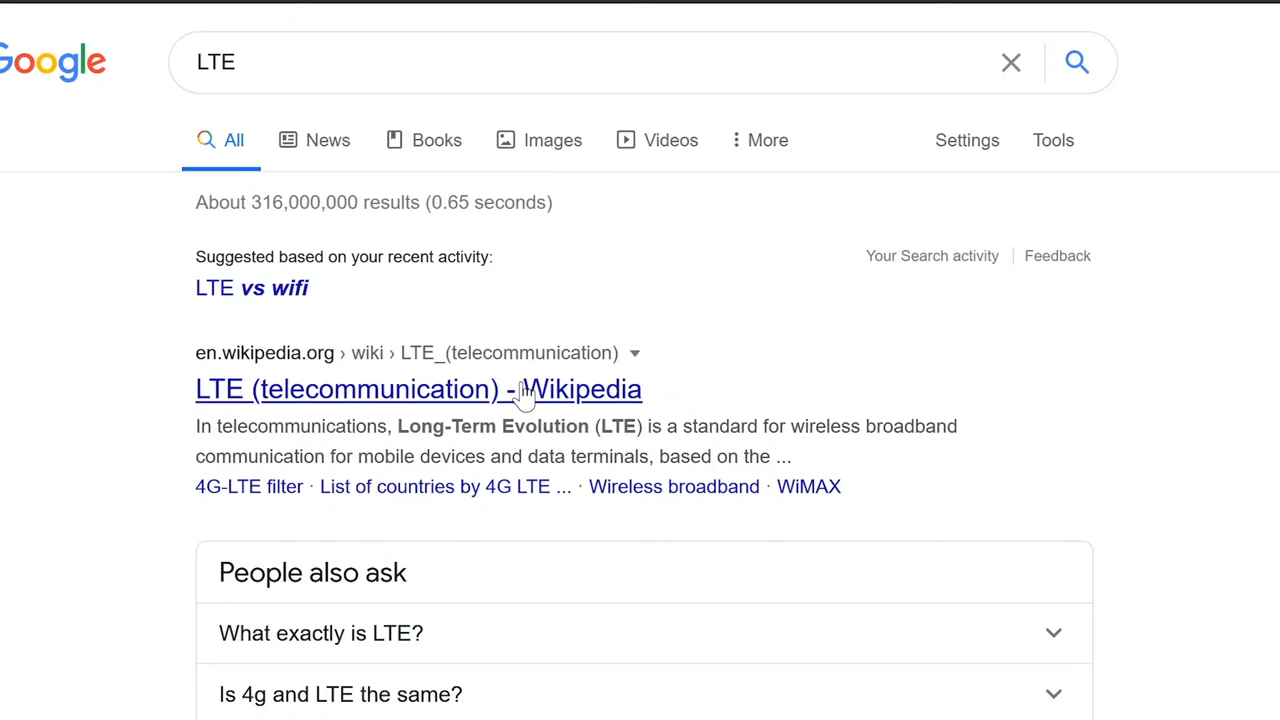 Google
LTE
All News Books Images Videos More Settings Tools
About 316,000,000 results (0.65 seconds)
Suggested based on your recent activity: Your Search activity Feedback
LTE vs wifi
en.wikipedia.org › wiki › LTE_(telecommunication)
LTE (telecommunication) - Wikipedia
In telecommunications, Long-Term Evolution (LTE) is a standard for wireless broadband
communication for mobile devices and data terminals, based on the ...
4G-LTE filter · List of countries by 4G LTE ... · Wireless broadband · WiMAX
People also ask
What exactly is LTE?
Is 4g and LTE the same?